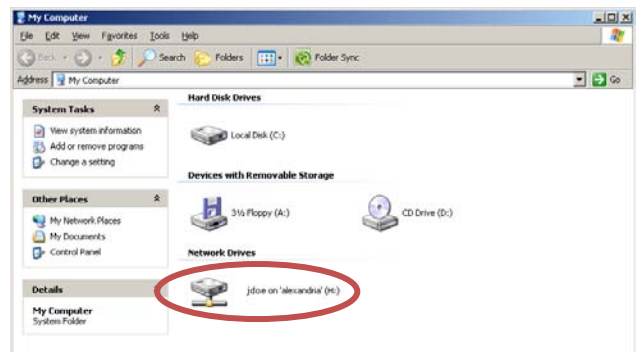 My Computer
File Edit View Favorites Tools Help
Back Search Folders Folder Sync
Address My Computer Go
System Tasks
View system information
Add or remove programs
Change a setting
Other Places
My Network Places
My Documents
Control Panel
Details
My Computer
System Folder
Hard Disk Drives
Local Disk (C:)
Devices with Removable Storage
3½ Floppy (A:) CD Drive (D:)
Network Drives
jdoe on 'alexandria' (H:)